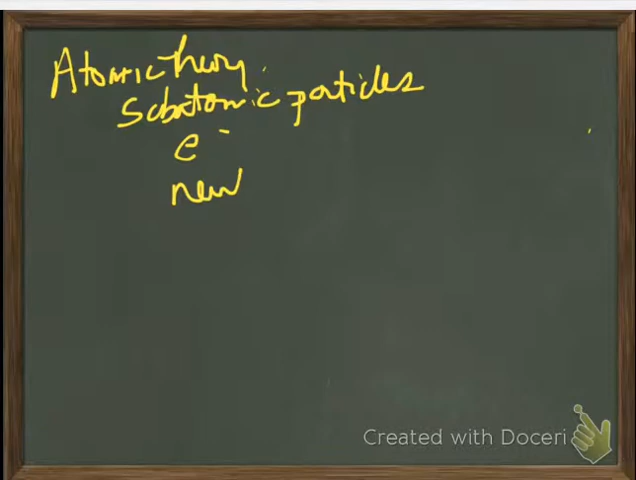 Atomic Theory.
Subatomic particles
e⁻
neu
Created with Doceri